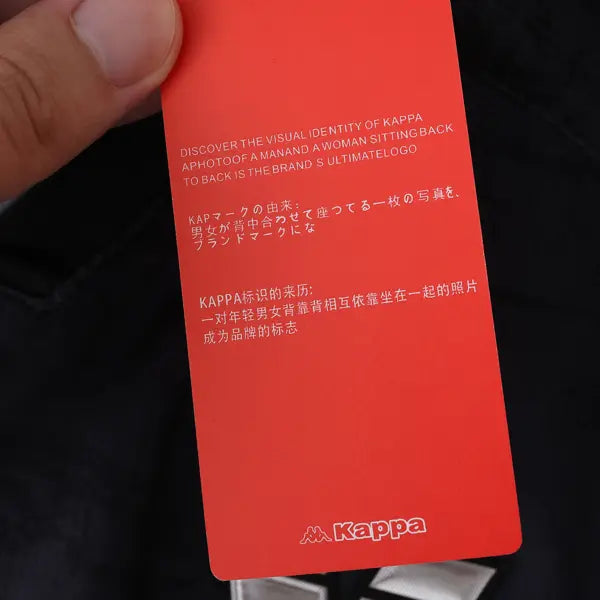 DISCOVER THE VISUAL IDENTITY OF KAPPA
APHOTOOF A MANAND A WOMAN SITTING BACK
TO BACK IS THE BRAND S ULTIMATELOGO
KAPマークの由来:
男女が背中合わせて座つてる一枚の写真を、
ブランドマークにな
KAPPA标识的来历:
一对年轻男女背靠背相互依靠坐在一起的照片
成为品牌的标志
Kappa